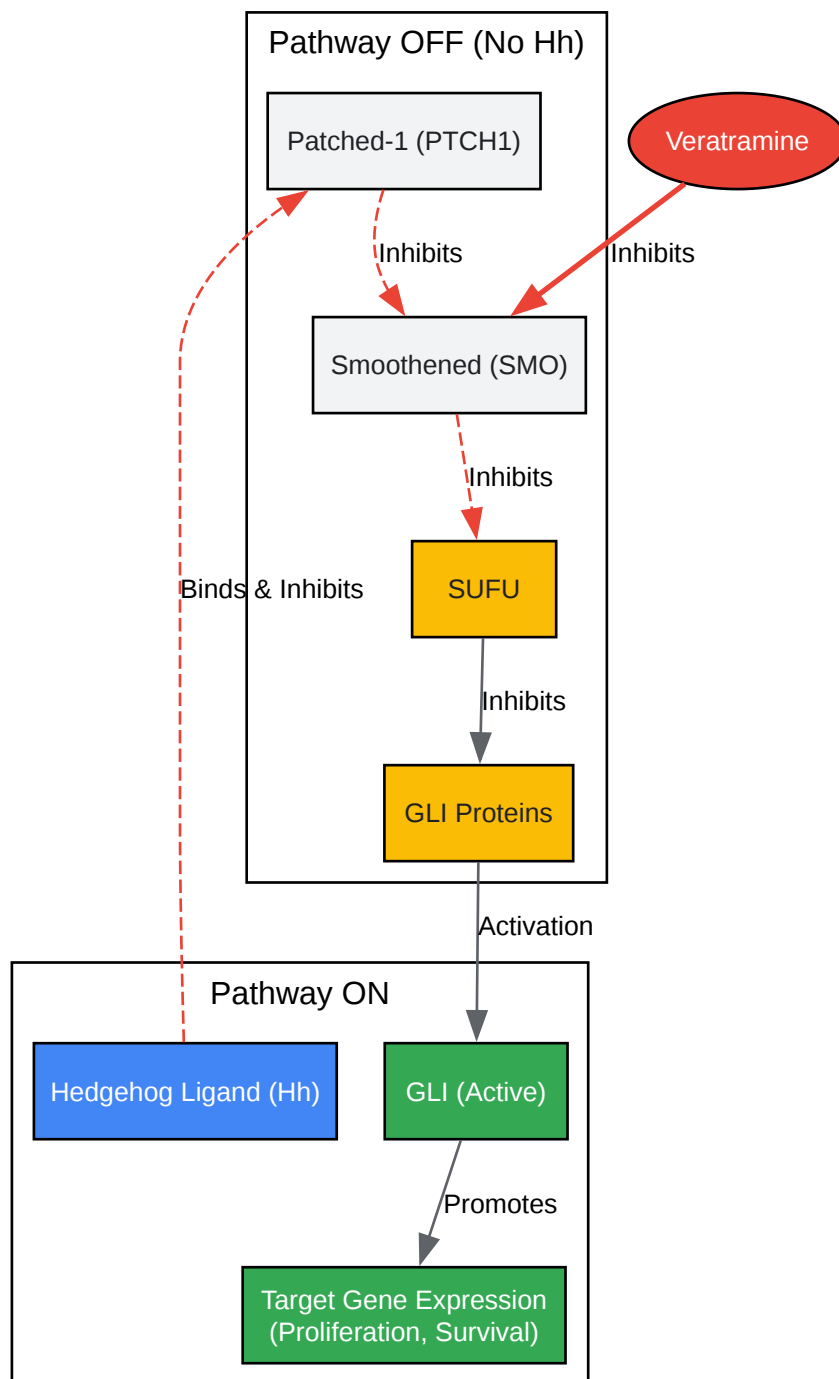 Pathway OFF (No Hh)
Patched-1 (PTCH1)
Veratramine
Inhibits
Inhibits
Smoothened (SMO)
Inhibits
SUFU
Binds & Inhibits
Inhibits
GLI Proteins
Activation
Pathway ON
Hedgehog Ligand (Hh)
GLI (Active)
Promotes
Target Gene Expression
(Proliferation, Survival)